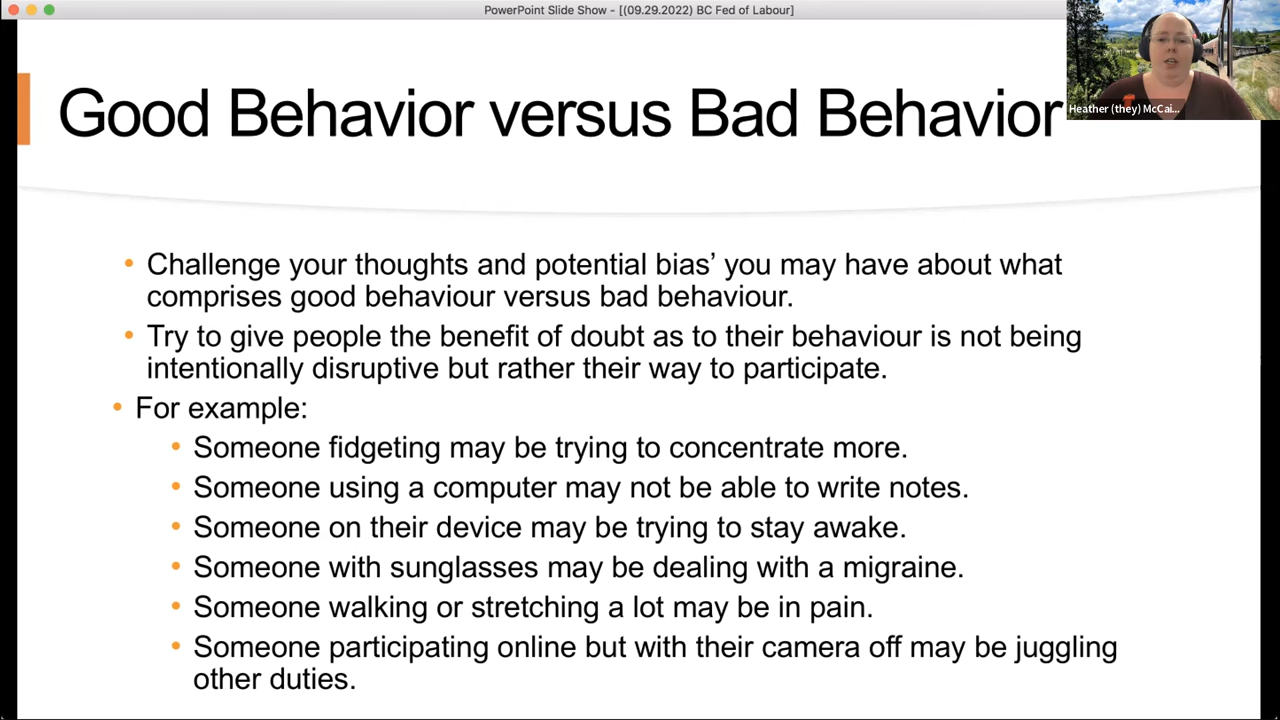 PowerPoint Slide Show - [(09.29.2022) BC Fed of Labour]
Good Behavior versus Bad Behavior
Heather (they) McCai...
• Challenge your thoughts and potential bias’ you may have about what
comprises good behaviour versus bad behaviour.
• Try to give people the benefit of doubt as to their behaviour is not being
intentionally disruptive but rather their way to participate.
• For example:
• Someone fidgeting may be trying to concentrate more.
• Someone using a computer may not be able to write notes.
• Someone on their device may be trying to stay awake.
• Someone with sunglasses may be dealing with a migraine.
• Someone walking or stretching a lot may be in pain.
• Someone participating online but with their camera off may be juggling
other duties.